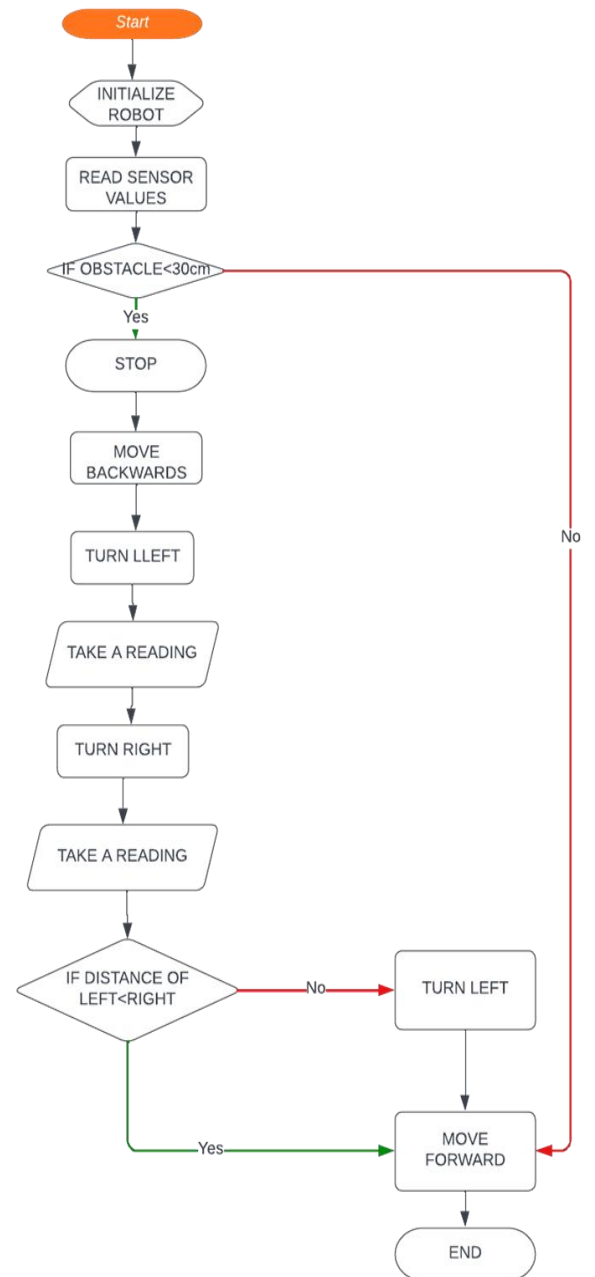 Start
INITIALIZE
ROBOT
READ SENSOR
VALUES
IF OBSTACLE<30cm
Yes
STOP
MOVE
BACKWARDS
No
TURN LLEFT
TAKE A READING
TURN RIGHT
TAKE A READING
IF DISTANCE OF
LEFT<RIGHT
No
TURN LEFT
Yes
MOVE
FORWARD
END